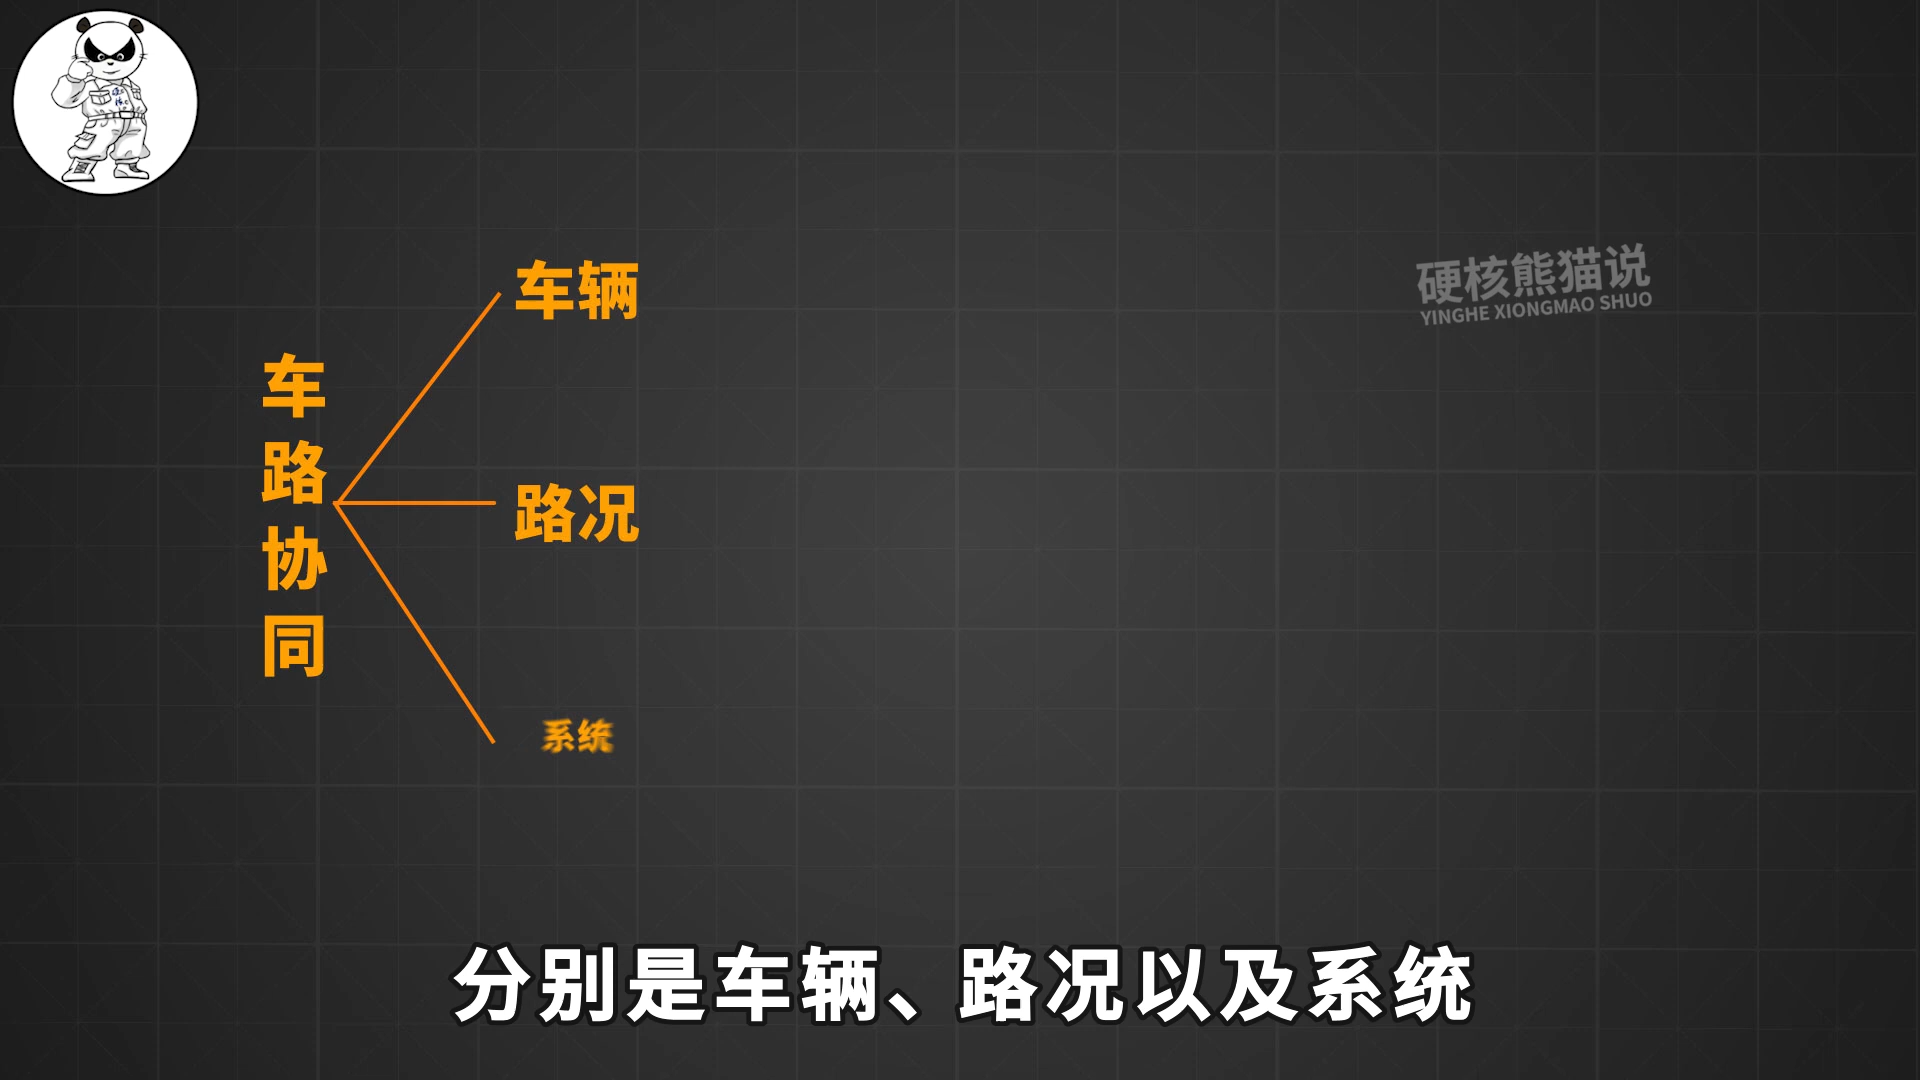 硬核熊猫说
YINGHE XIONGMAO SHUO
车路协同
车辆
路况
系统
分别是车辆、路况以及系统